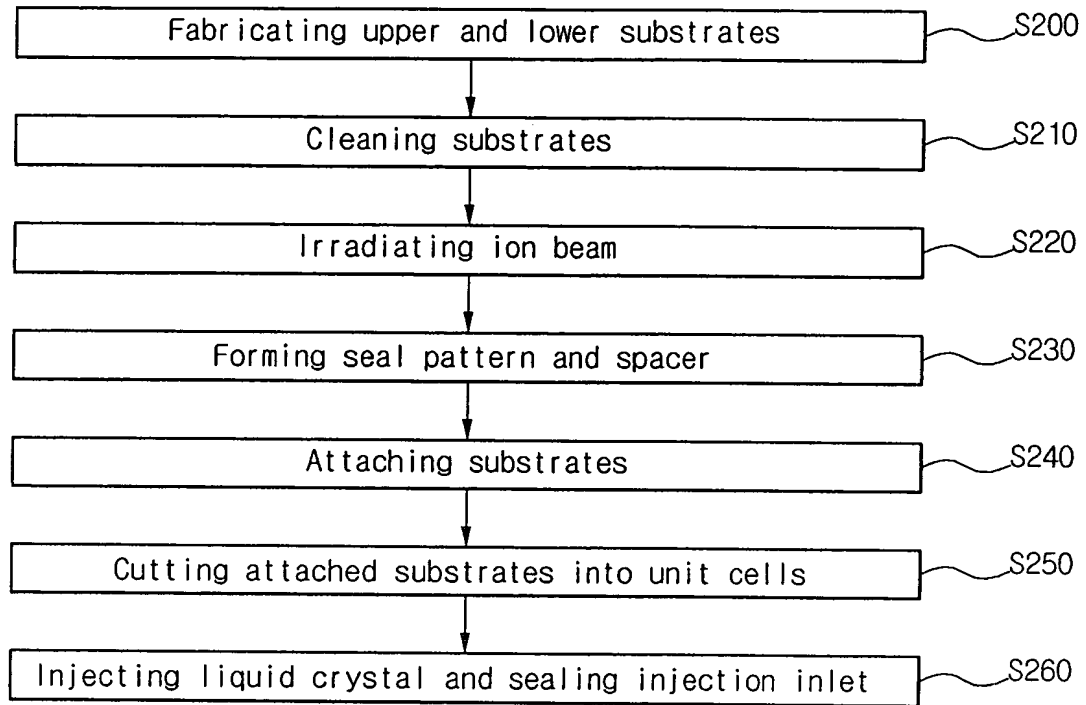 Fabricating upper and lower substrates S200
Cleaning substrates S210
Irradiating ion beam S220
Forming seal pattern and spacer S230
Attaching substrates S240
Cutting attached substrates into unit cells S250
Injecting liquid crystal and sealing injection inlet S260